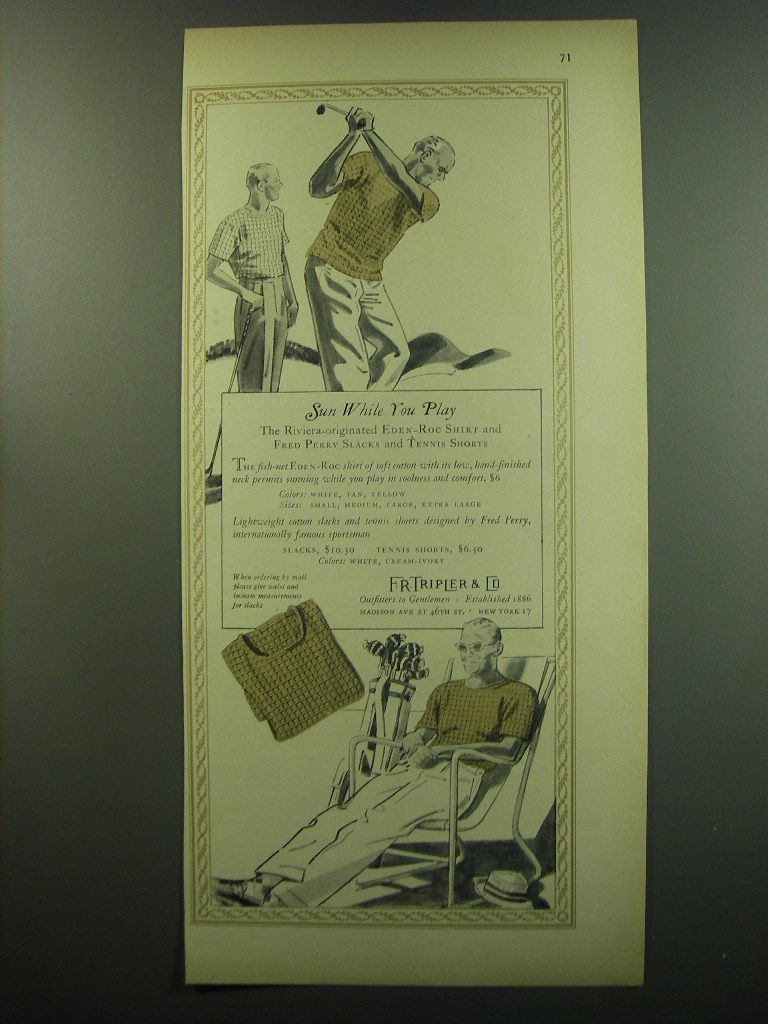 71
Sun While You Play
The Riviera-originated EDEN-ROC SHIRT and
FRED PERRY SLACKS and TENNIS SHORTS
THE fish-net EDEN-ROC shirt of soft cotton with its low, hand-finished
neck permits sunning while you play in coolness and comfort, $6
Colors: WHITE, TAN, YELLOW
Sizes: SMALL, MEDIUM, LARGE, EXTRA LARGE
Lightweight cotton slacks and tennis shorts designed by Fred Perry,
internationally famous sportsman
SLACKS, $10.50 TENNIS SHORTS, $6.50
Colors: WHITE, CREAM-IVORY
When ordering by mail
please give waist and
inseam measurements
for slacks
F.R.TRIPLER & CO.
Outfitters to Gentlemen · Established 1886
MADISON AVE AT 46TH ST. · NEW YORK 17